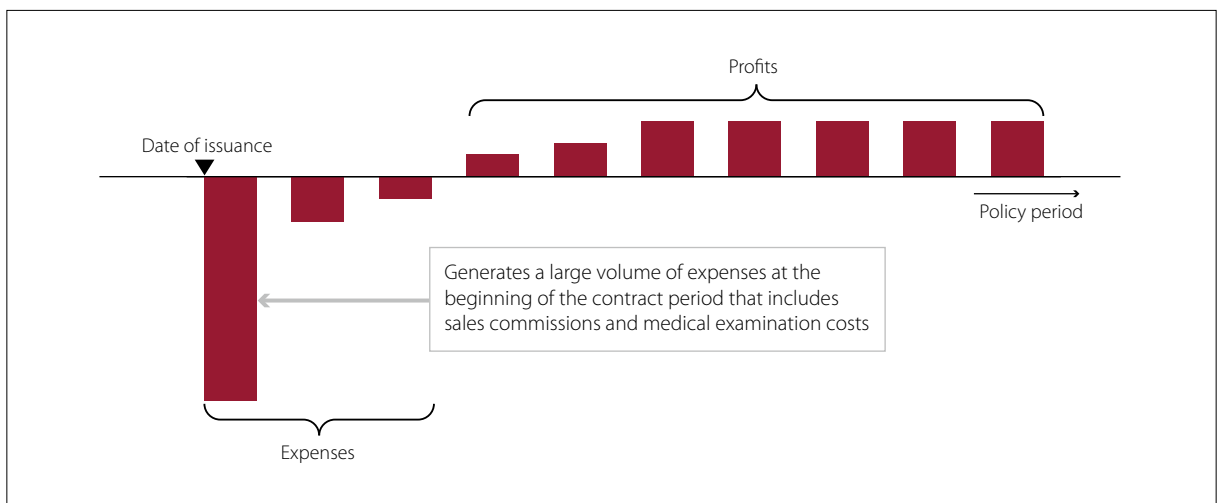 Profits
Date of issuance
Policy period
Generates a large volume of expenses at the
beginning of the contract period that includes
sales commissions and medical examination costs
Expenses